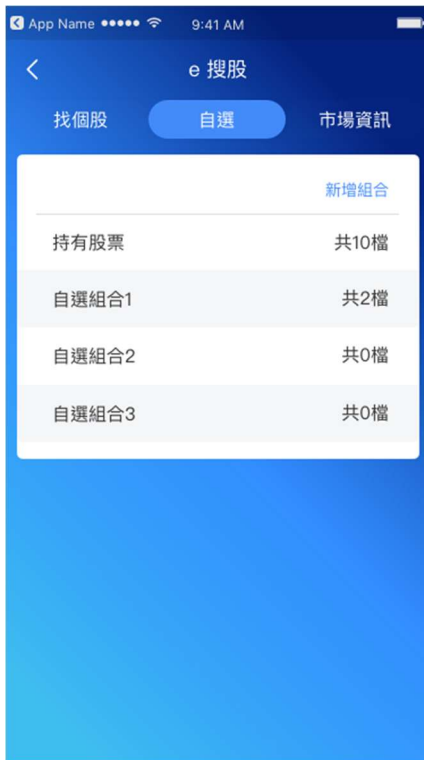 App Name 9:41 AM
e 搜股
找個股 自選 市場資訊
新增組合
持有股票 共10檔
自選組合1 共2檔
自選組合2 共0檔
自選組合3 共0檔